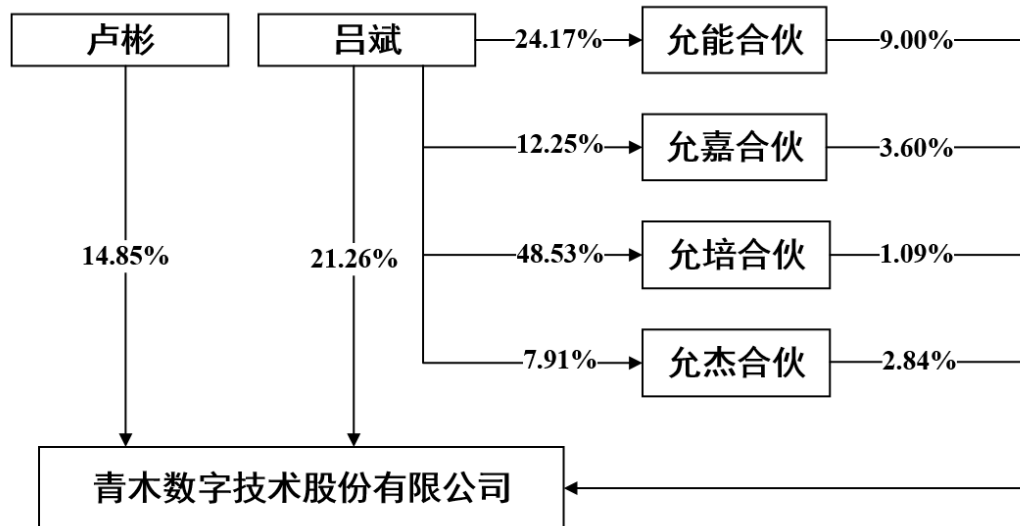 卢彬
吕斌
24.17%
允能合伙
9.00%
12.25%
允嘉合伙
3.60%
14.85%
21.26%
48.53%
允培合伙
1.09%
7.91%
允杰合伙
2.84%
青木数字技术股份有限公司